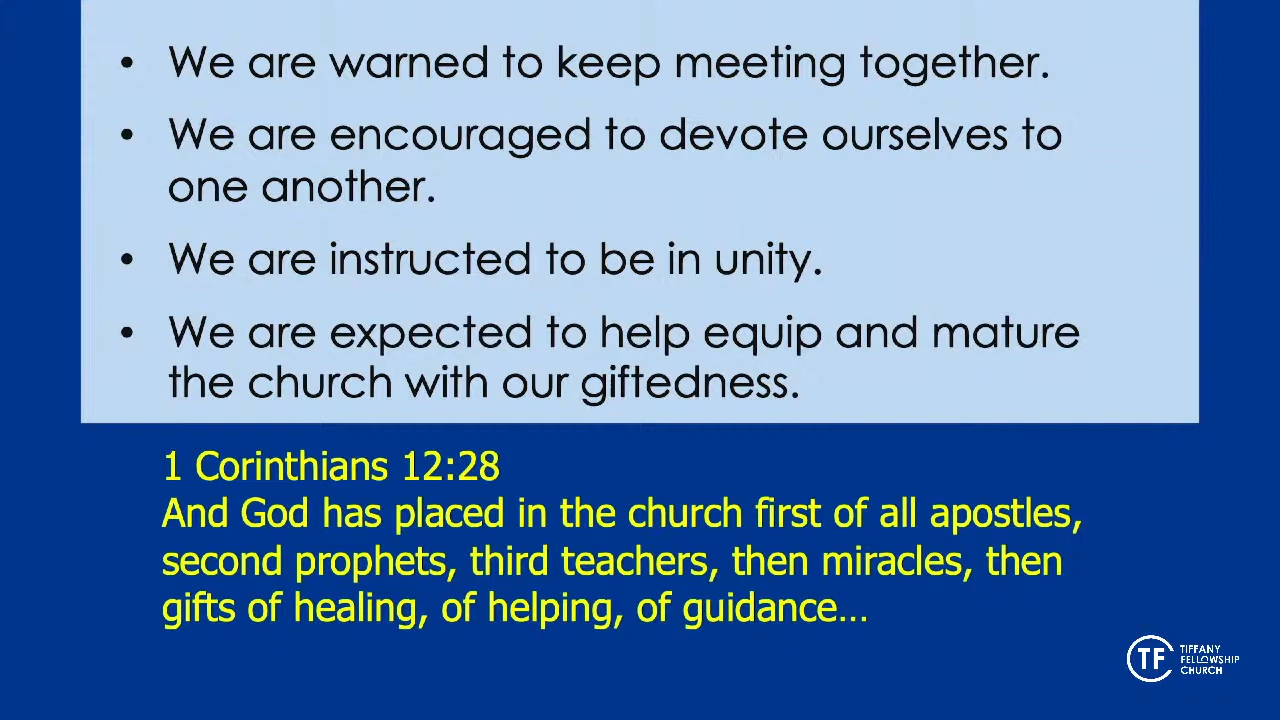 • We are warned to keep meeting together.
• We are encouraged to devote ourselves to
one another.
• We are instructed to be in unity.
• We are expected to help equip and mature
the church with our giftedness.
1 Corinthians 12:28
And God has placed in the church first of all apostles,
second prophets, third teachers, then miracles, then
gifts of healing, of helping, of guidance…
TF
TIFFANY
FELLOWSHIP
CHURCH